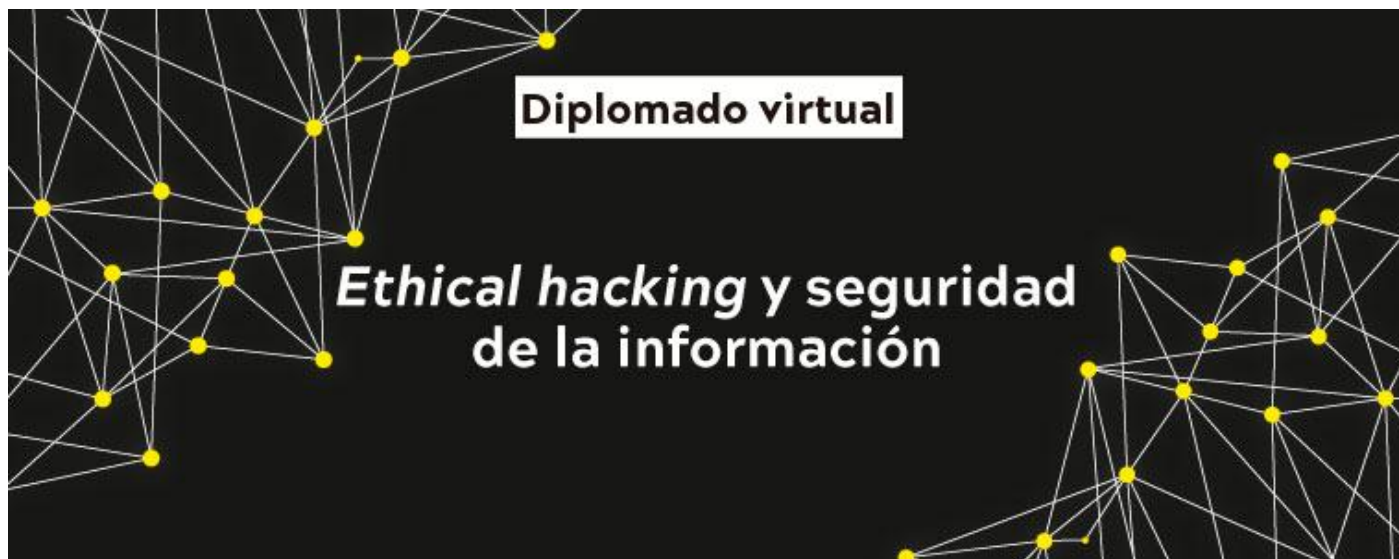 Diplomado virtual
Ethical hacking y seguridad
de la información